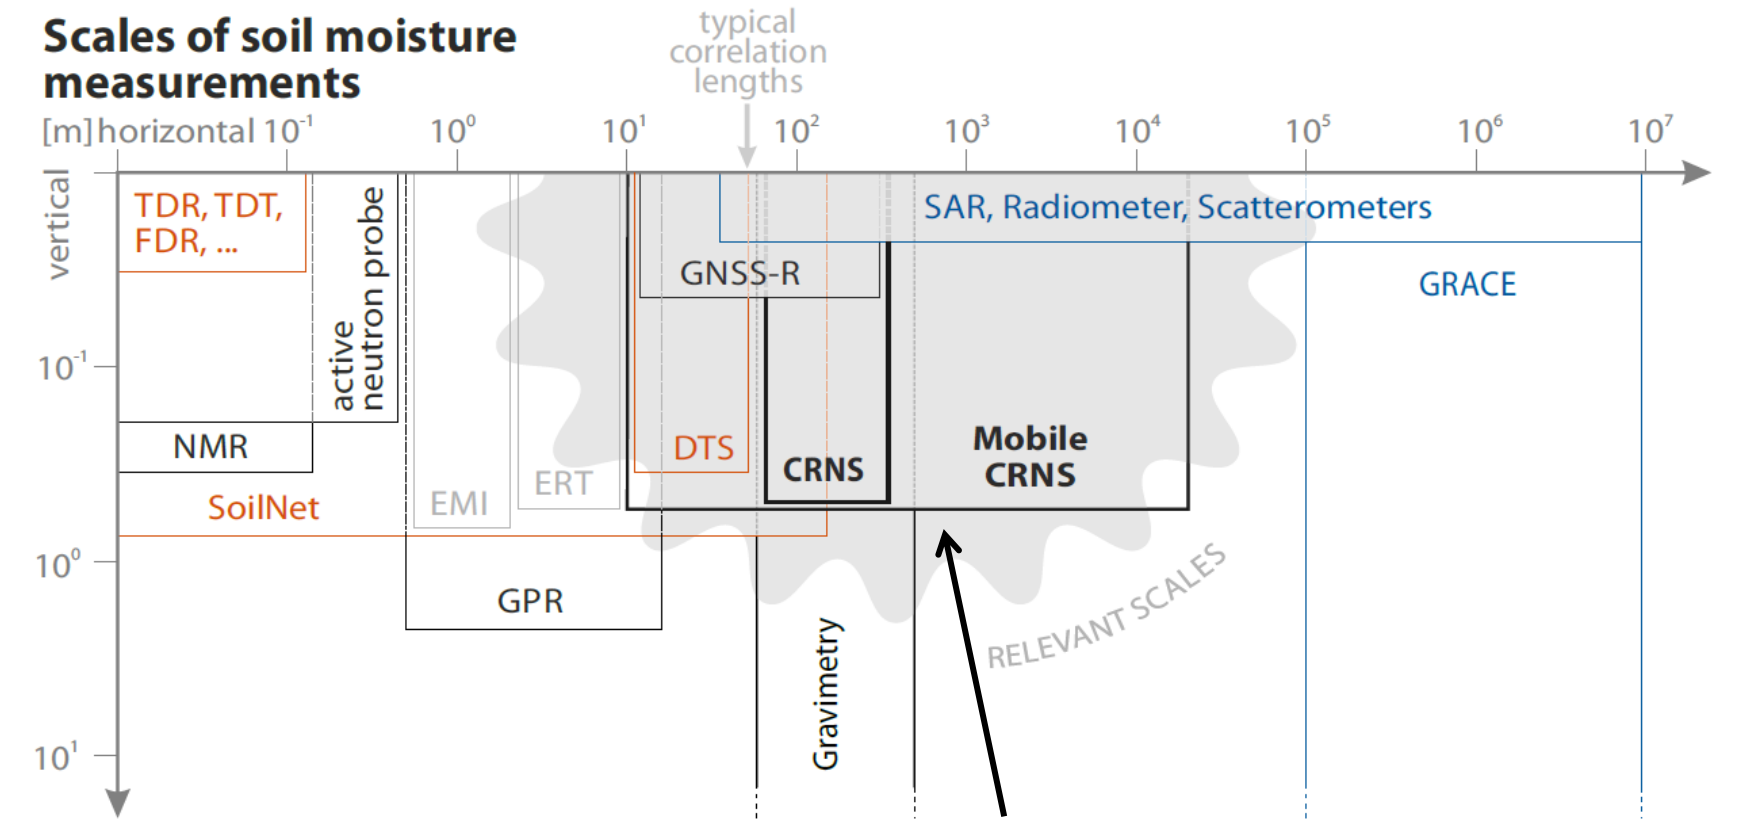 Scales of soil moisture
measurements
typical
correlation
lengths
[m] horizontal 10⁻¹ 10⁰ 10¹ 10² 10³ 10⁴ 10⁵ 10⁶ 10⁷
vertical
TDR, TDT,
FDR, ...
active
neutron probe
SAR, Radiometer, Scatterometers
GNSS-R
GRACE
10⁻¹
NMR
DTS
CRNS
Mobile
CRNS
SoilNet
EMI
ERT
10⁰
GPR
RELEVANT SCALES
Gravimetry
10¹